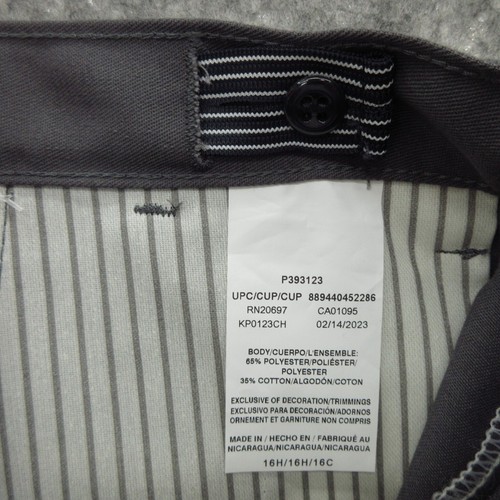 P393123
UPC/CUP/CUP 889440452286
RN20697 CA01095
KP0123CH 02/14/2023
BODY/CUERPO/L'ENSEMBLE:
65% POLYESTER/POLIÉSTER/
POLYESTER
35% COTTON/ALGODÓN/COTON
EXCLUSIVE OF DECORATION/TRIMMINGS
EXCLUSIVO PARA DECORACIÓN/ADORNOS
ORNEMENT ET GARNITURE NON COMPRIS
MADE IN / HECHO EN / FABRIQUÉ AU
NICARAGUA/NICARAGUA/NICARAGUA
16H/16H/16C